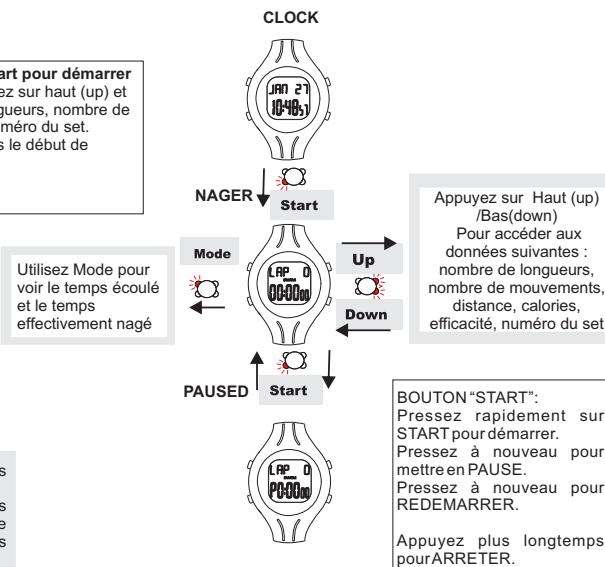 CLOCK
art pour démarrer
ez sur haut (up) et
gueurs, nombre de
méro du set.
s le début de
JAN 27
10:48 51
NAGER
Start
Mode
Utilisez Mode pour
voir le temps écoulé
et le temps
effectivement nagé
LAP 0
00:00 00
Up
Down
Appuyez sur Haut (up)
/Bas(down)
Pour accéder aux
données suivantes :
nombre de longueurs,
nombre de mouvements,
distance, calories,
efficacité, numéro du set
PAUSED
Start
LAP 0
P0:00 00
s
s
e
s
BOUTON “START”:
Pressez rapidement sur
START pour démarrer.
Pressez à nouveau pour
mettre en PAUSE.
Pressez à nouveau pour
REDEMARRER.
Appuyez plus longtemps
pour ARRETER.